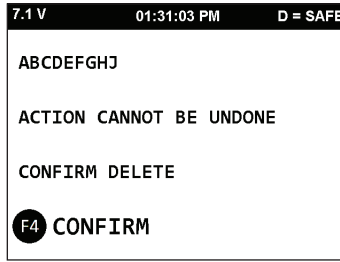 7.1 V 01:31:03 PM D = SAFE
ABCDEFGHJ
ACTION CANNOT BE UNDONE
CONFIRM DELETE
F4 CONFIRM